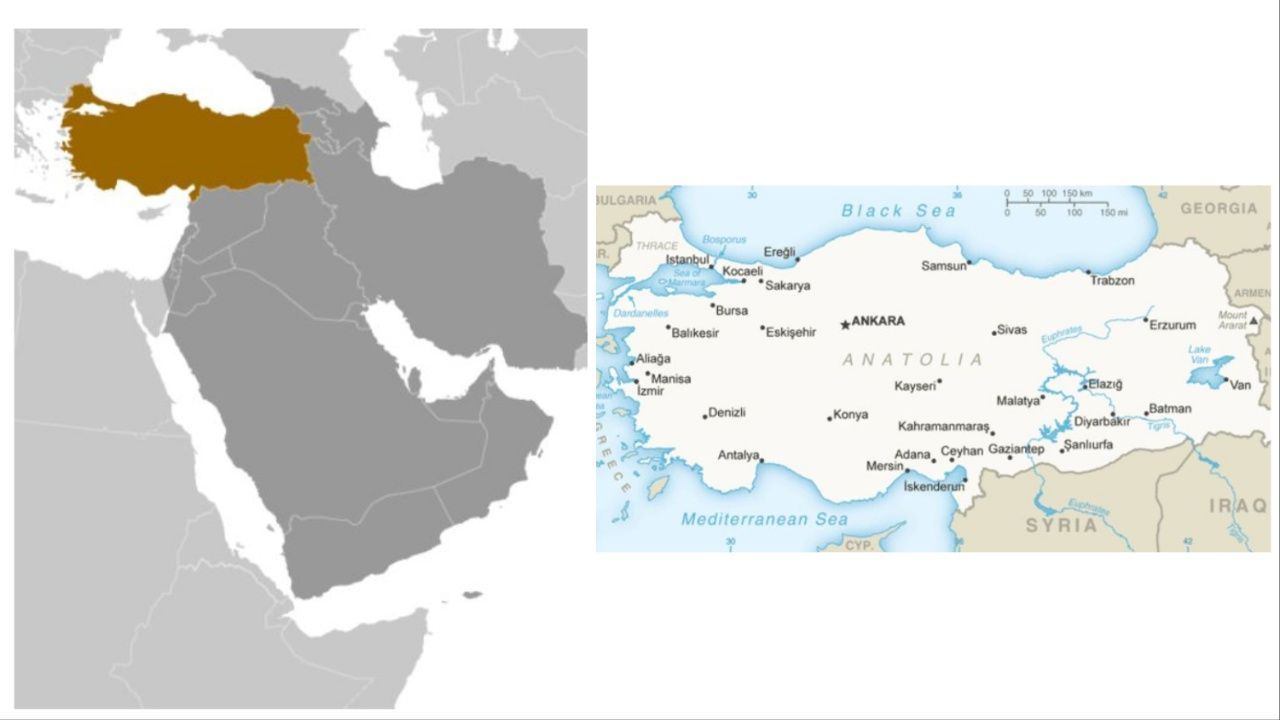 30
36
42
0 50 100 150 km
0 50 100 150 mi
BULGARIA
Black Sea
GEORGIA
THRACE
Bosporus
Istanbul
Ereğli
Samsun
Trabzon
Sea of
Marmara
Kocaeli
Sakarya
GR.
ARMEN
Mount
Ararat
Dardanelles
Bursa
Balıkesir
Eskişehir
ANKARA
Sivas
Euphrates
Erzurum
Aliağa
ANATOLIA
Lake
Van
Manisa
İzmir
Kayseri
Elazığ
Van
Malatya
Denizli
Konya
Batman
Diyarbakır
Tigris
Kahramanmaraş
GREECE
Antalya
Adana
Ceyhan
Gaziantep
Şanlıurfa
Mersin
İskenderun
Mediterranean Sea
Euphrates
SYRIA
IRAQ
CYP.
30
36
42